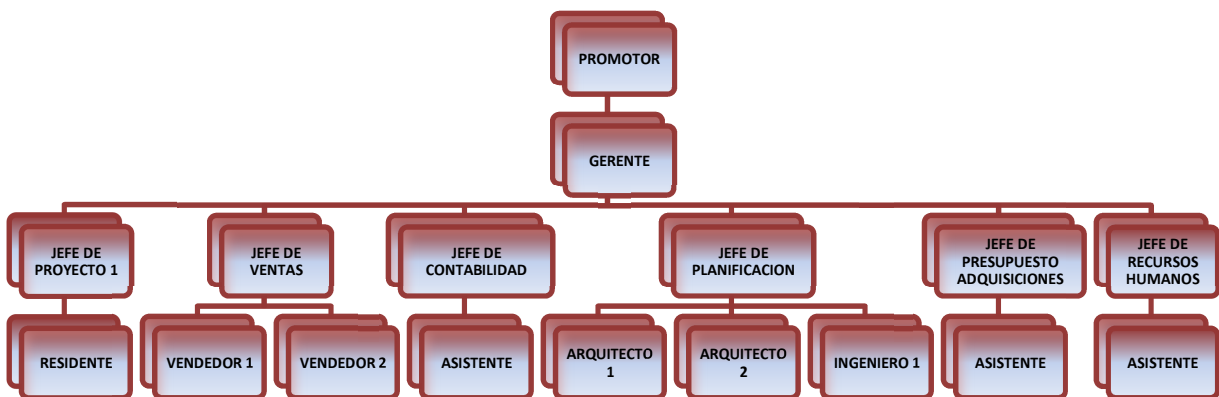 PROMOTOR
GERENTE
JEFE DE
PROYECTO 1
JEFE DE
VENTAS
JEFE DE
CONTABILIDAD
JEFE DE
PLANIFICACION
JEFE DE
PRESUPUESTO
ADQUISICIONES
JEFE DE
RECURSOS
HUMANOS
RESIDENTE
VENDEDOR 1
VENDEDOR 2
ASISTENTE
ARQUITECTO
1
ARQUITECTO
2
INGENIERO 1
ASISTENTE
ASISTENTE